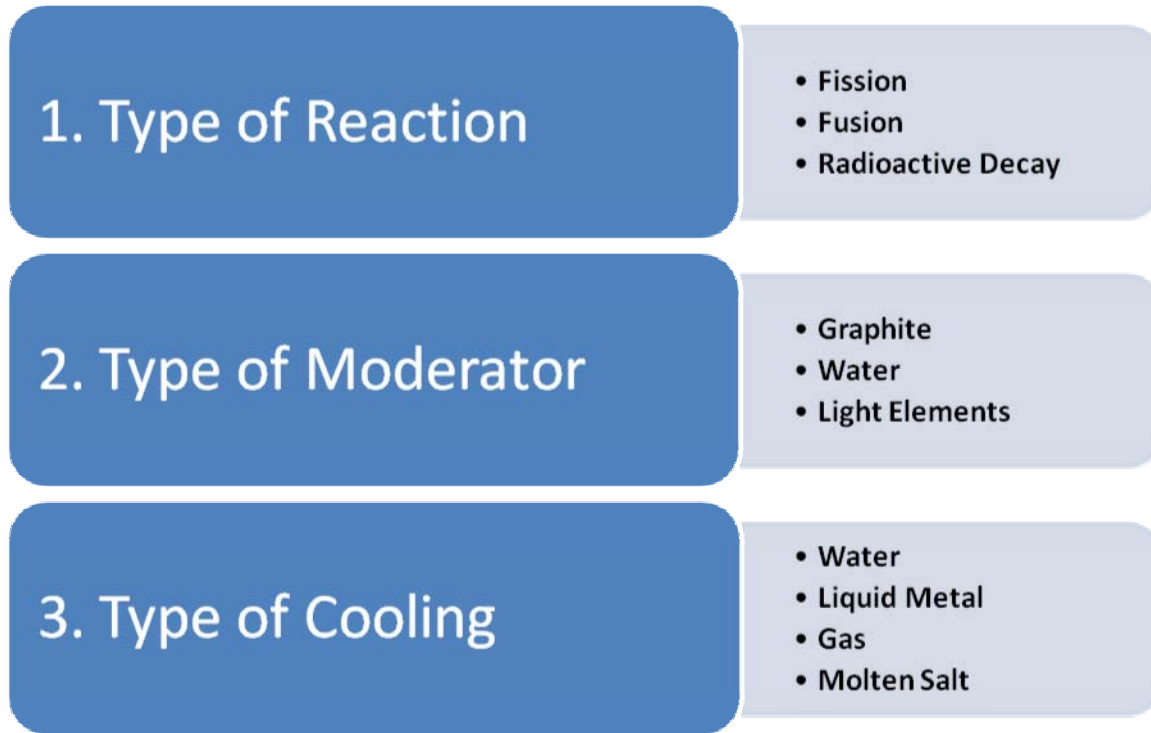 1. Type of Reaction
• Fission
• Fusion
• Radioactive Decay
2. Type of Moderator
• Graphite
• Water
• Light Elements
3. Type of Cooling
• Water
• Liquid Metal
• Gas
• Molten Salt